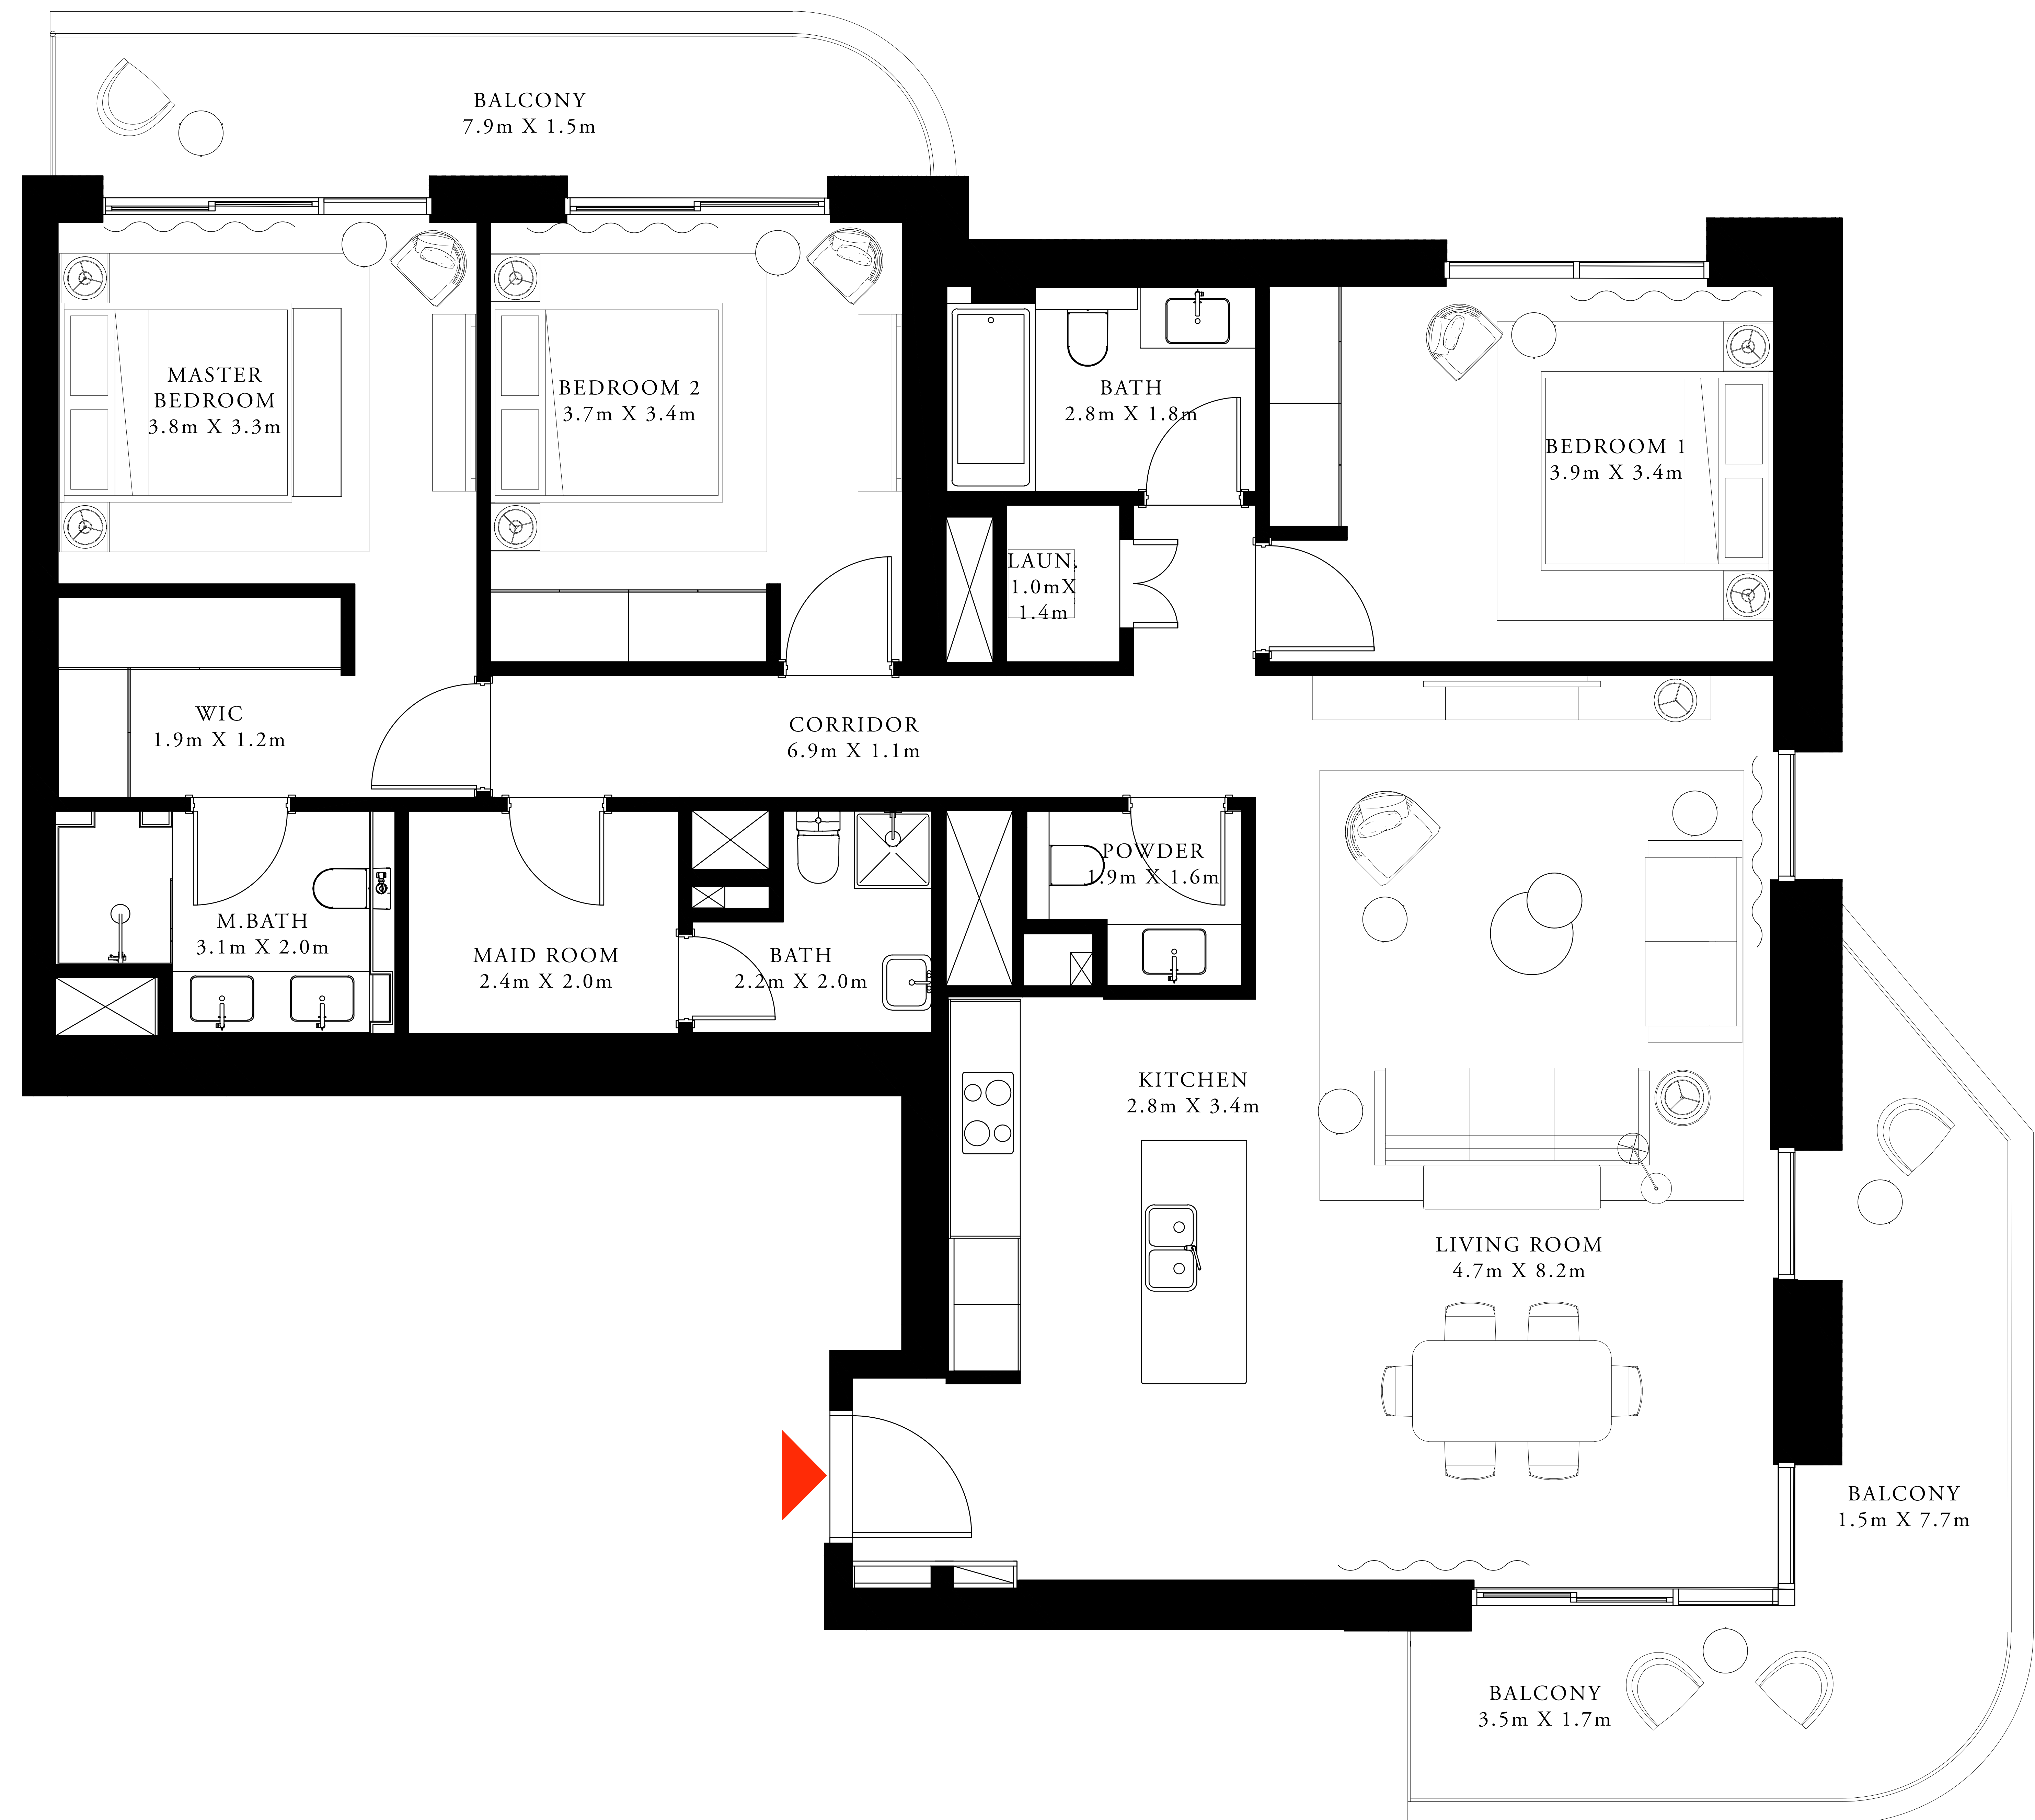 BALCONY
7.9m X 1.5m
MASTER
BEDROOM
3.8m X 3.3m
BEDROOM 2
3.7m X 3.4m
BATH
2.8m X 1.8m
BEDROOM 1
3.9m X 3.4m
LAUN.
1.0mX
1.4m
WIC
1.9m X 1.2m
CORRIDOR
6.9m X 1.1m
M.BATH
3.1m X 2.0m
MAID ROOM
2.4m X 2.0m
BATH
2.2m X 2.0m
POWDER
1.9m X 1.6m
KITCHEN
2.8m X 3.4m
LIVING ROOM
4.7m X 8.2m
BALCONY
1.5m X 7.7m
BALCONY
3.5m X 1.7m